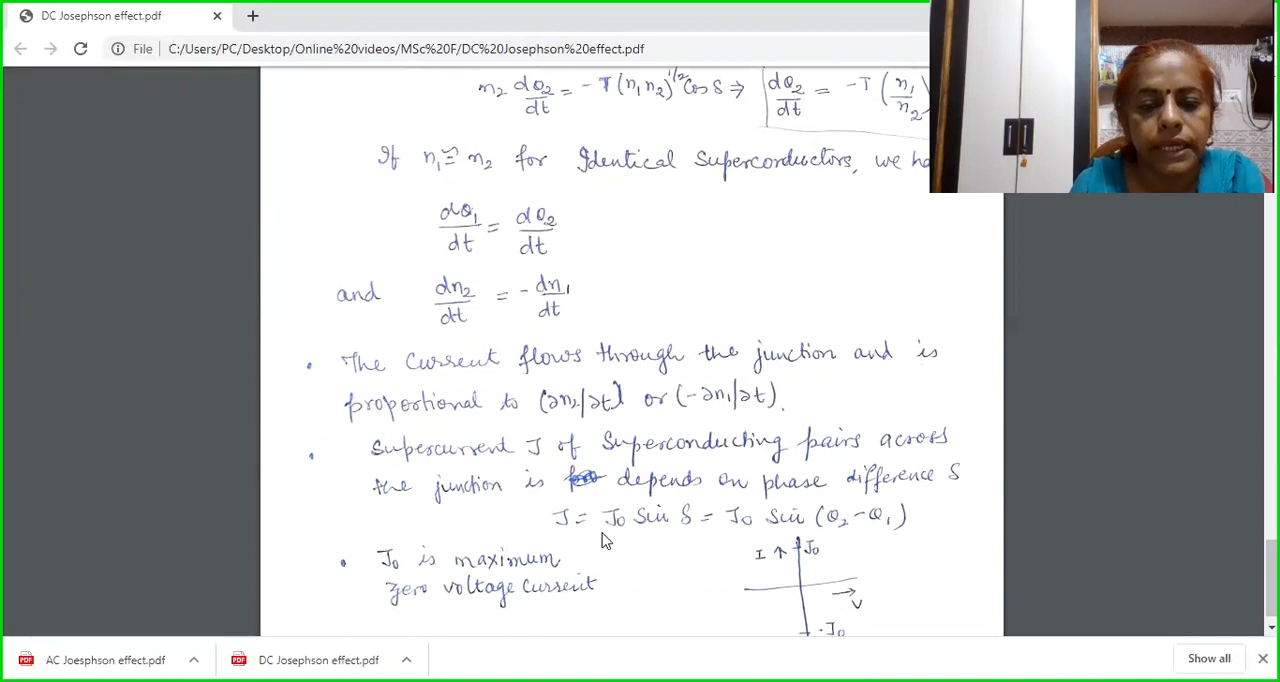 DC Josephson effect.pdf
File C:/Users/PC/Desktop/Online%20videos/MSc%20F/DC%20Josephson%20effect.pdf
n₂ dθ₂/dt = -T(n₁n₂)^1/2 Cos δ ⇒ dθ₂/dt = -T (n₁/n₂)
If n₁ ≅ n₂ for Identical Superconductors, we ha
dθ₁/dt = dθ₂/dt
and dn₂/dt = - dn₁/dt
• The Current flows through the junction and is
proportional to (∂n₂/∂t) or (-∂n₁/∂t).
• Supercurrent J of Superconducting pairs across
the junction is depends on phase difference δ
J = J₀ Sin δ = J₀ Sin (θ₂-θ₁)
• J₀ is maximum
zero voltage current
I ↑ J₀
V
-J₀
AC Joesphson effect.pdf
DC Josephson effect.pdf
Show all